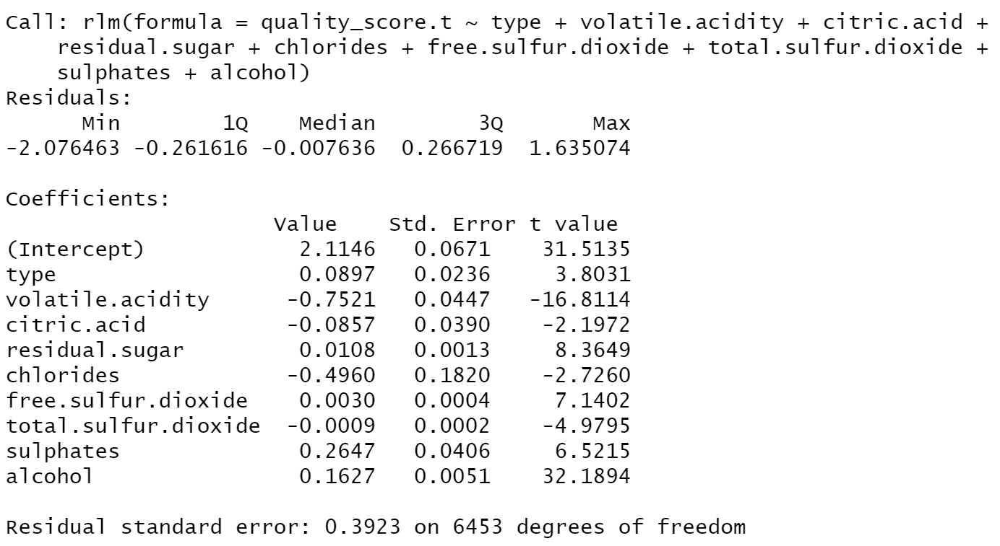 Call: rlm(formula = quality_score.t ~ type + volatile.acidity + citric.acid +
    residual.sugar + chlorides + free.sulfur.dioxide + total.sulfur.dioxide +
    sulphates + alcohol)
Residuals:
      Min        1Q    Median        3Q       Max
-2.076463 -0.261616 -0.007636  0.266719  1.635074

Coefficients:
                     Value    Std. Error t value
(Intercept)            2.1146   0.0671    31.5135
type                   0.0897   0.0236     3.8031
volatile.acidity      -0.7521   0.0447   -16.8114
citric.acid           -0.0857   0.0390    -2.1972
residual.sugar         0.0108   0.0013     8.3649
chlorides             -0.4960   0.1820    -2.7260
free.sulfur.dioxide    0.0030   0.0004     7.1402
total.sulfur.dioxide  -0.0009   0.0002    -4.9795
sulphates              0.2647   0.0406     6.5215
alcohol                0.1627   0.0051    32.1894

Residual standard error: 0.3923 on 6453 degrees of freedom